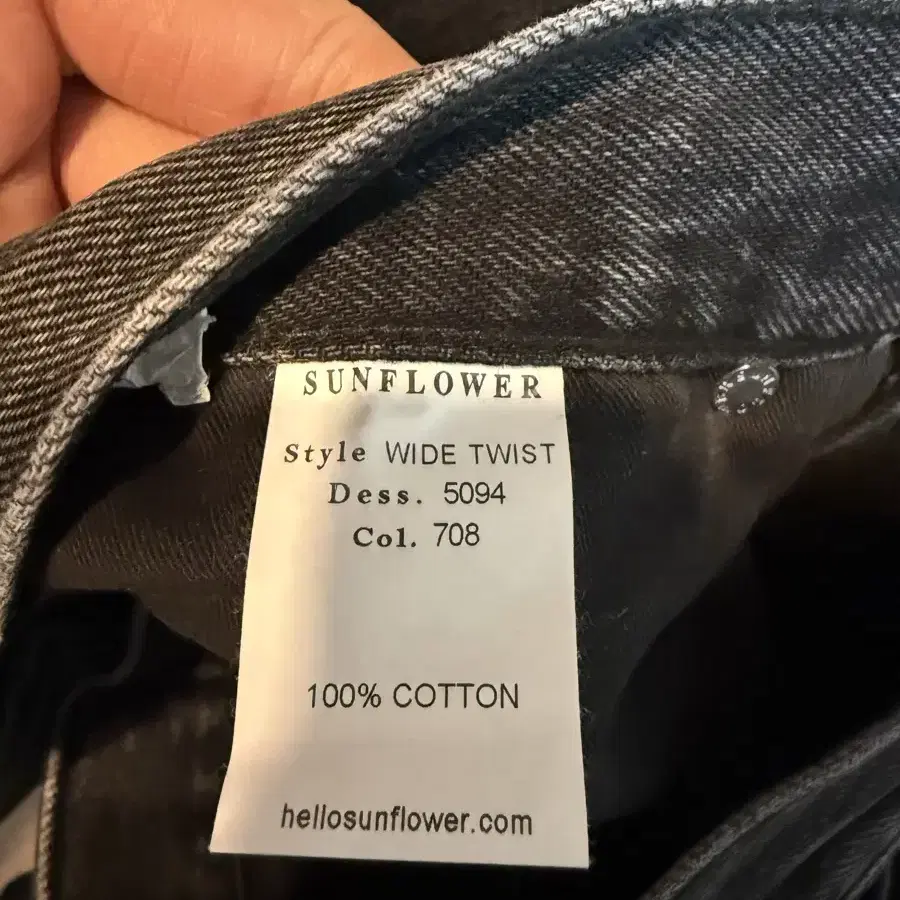 SUNFLOWER
Style WIDE TWIST
Dess. 5094
Col. 708
100% COTTON
hellosunflower.com